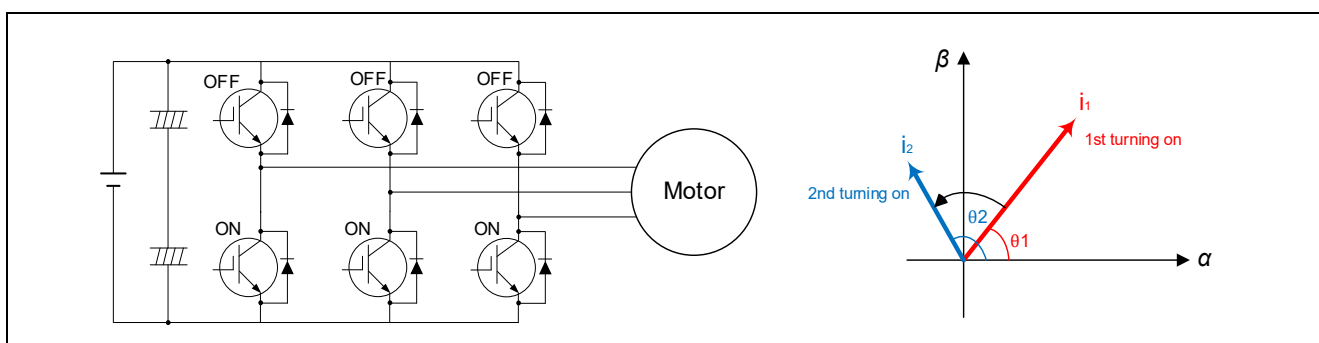 OFF OFF OFF
Motor
ON ON ON
β
i1
1st turning on
i2
2nd turning on
θ2
θ1
α